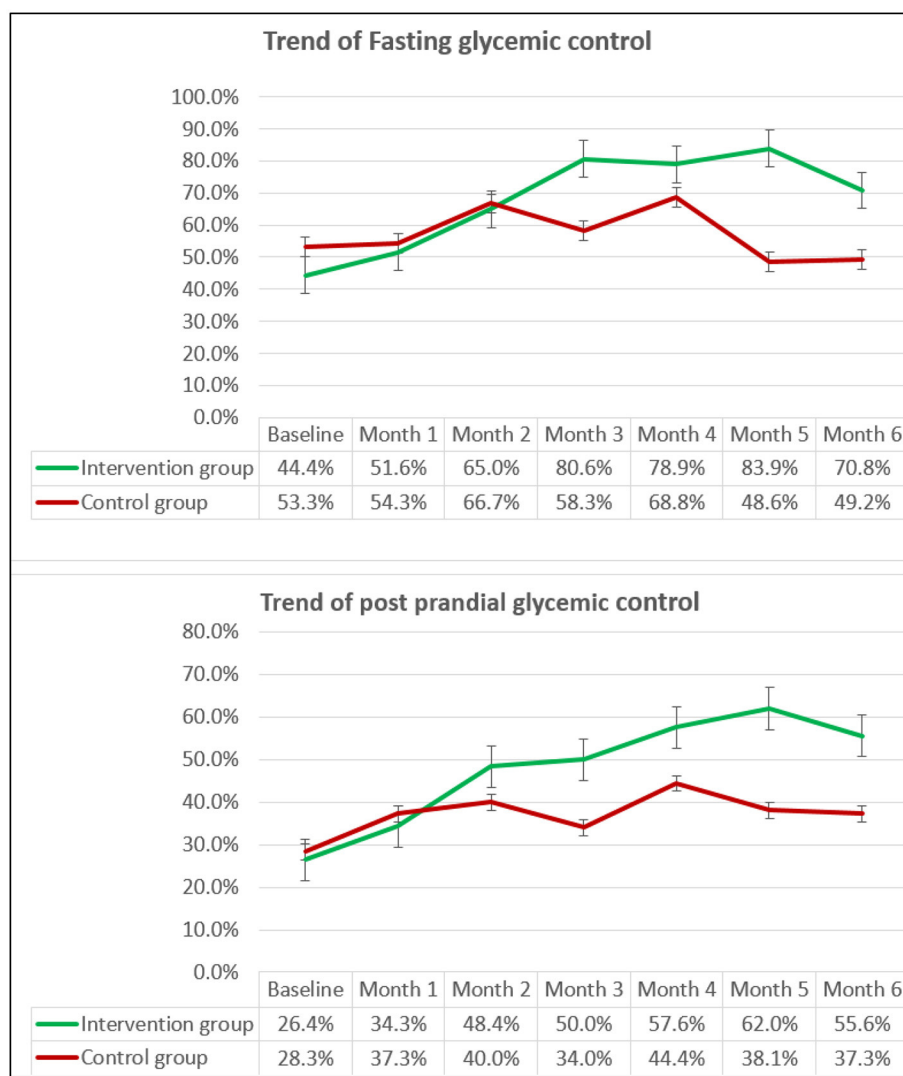 Trend of Fasting glycemic control
100.0%
90.0%
80.0%
70.0%
60.0%
50.0%
40.0%
30.0%
20.0%
10.0%
0.0%
Baseline Month 1 Month 2 Month 3 Month 4 Month 5 Month 6
Intervention group 44.4% 51.6% 65.0% 80.6% 78.9% 83.9% 70.8%
Control group 53.3% 54.3% 66.7% 58.3% 68.8% 48.6% 49.2%
Trend of post prandial glycemic control
80.0%
70.0%
60.0%
50.0%
40.0%
30.0%
20.0%
10.0%
0.0%
Baseline Month 1 Month 2 Month 3 Month 4 Month 5 Month 6
Intervention group 26.4% 34.3% 48.4% 50.0% 57.6% 62.0% 55.6%
Control group 28.3% 37.3% 40.0% 34.0% 44.4% 38.1% 37.3%